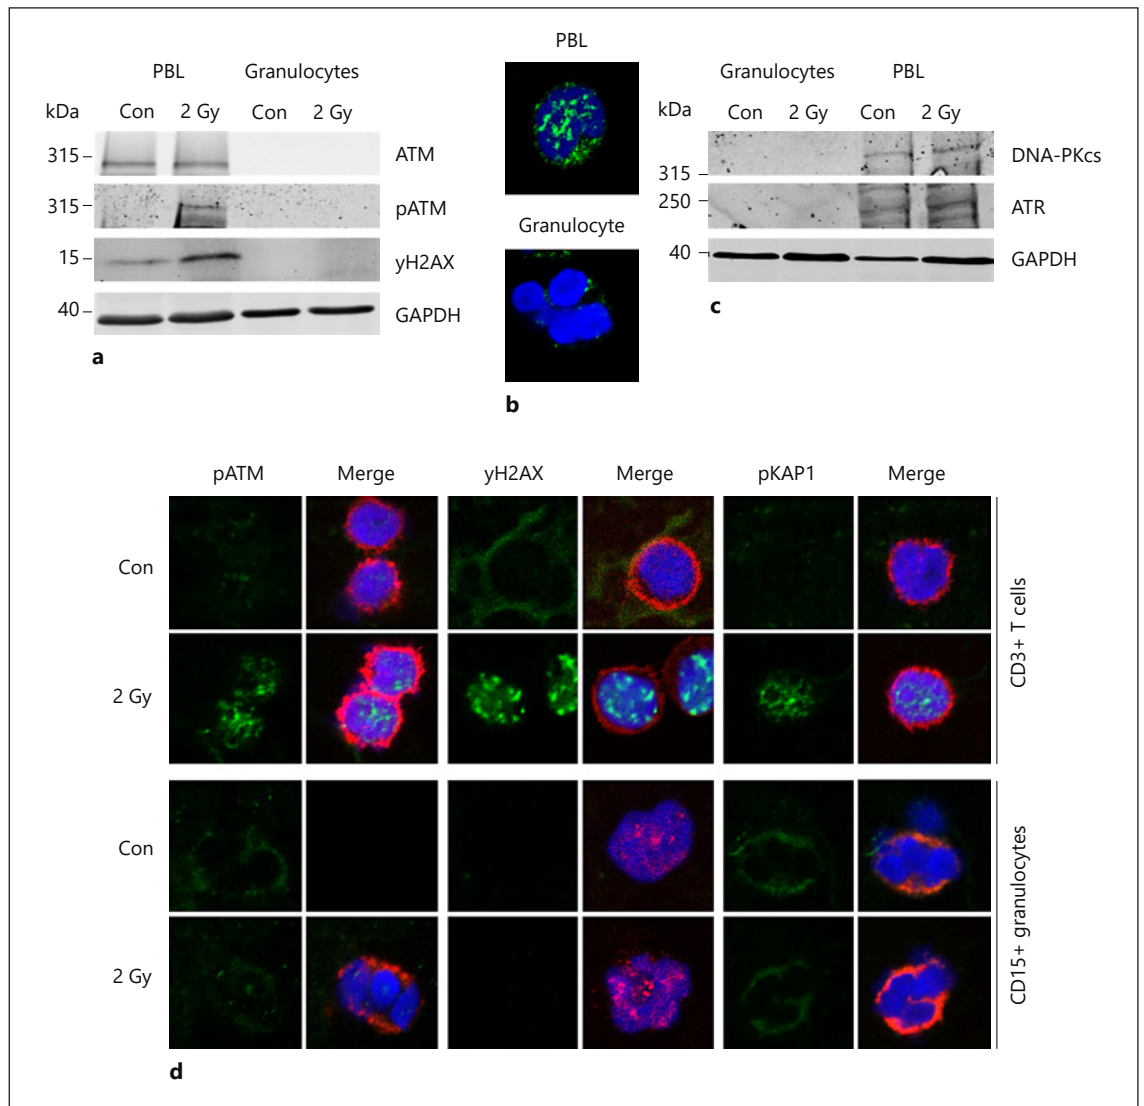 PBL Granulocytes
kDa Con 2 Gy Con 2 Gy
315 ATM
315 pATM
15 yH2AX
40 GAPDH
a
PBL
Granulocyte
b
Granulocytes PBL
kDa Con 2 Gy Con 2 Gy
DNA-PKcs
315
250 ATR
40 GAPDH
c
pATM Merge yH2AX Merge pKAP1 Merge
Con
2 Gy
CD3+ T cells
Con
2 Gy
CD15+ granulocytes
d